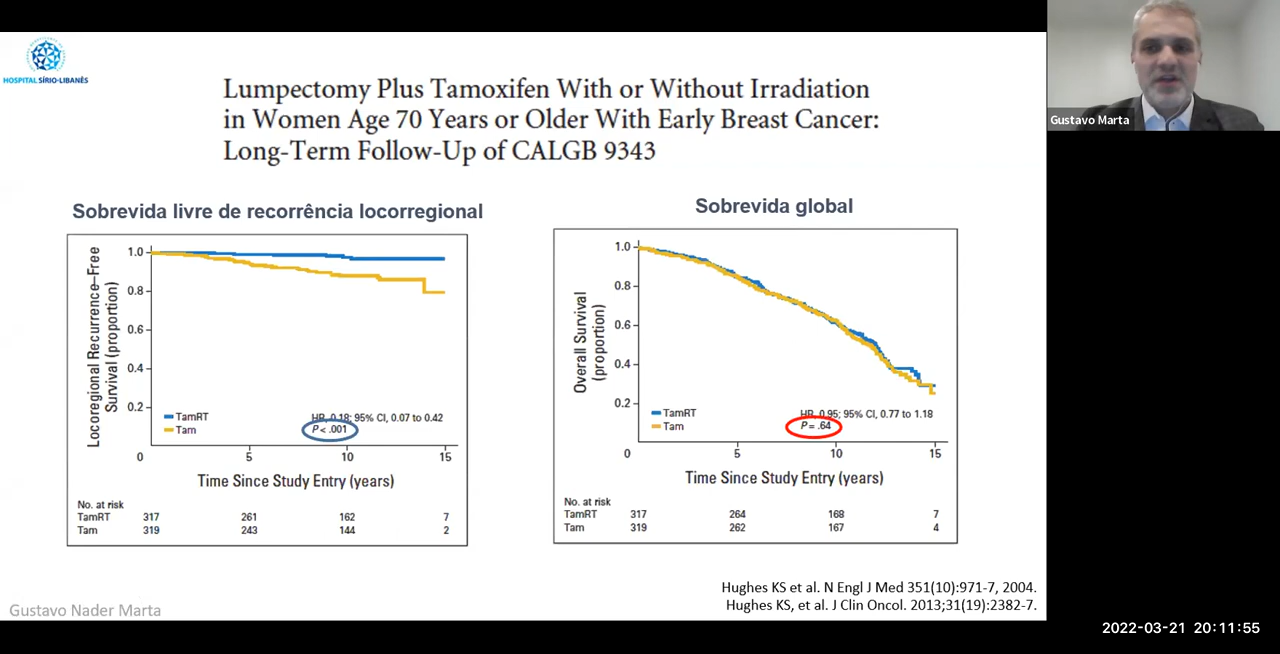 HOSPITAL SÍRIO-LIBANÊS
Gustavo Marta
Lumpectomy Plus Tamoxifen With or Without Irradiation
in Women Age 70 Years or Older With Early Breast Cancer:
Long-Term Follow-Up of CALGB 9343
Sobrevida livre de recorrência locorregional
Locoregional Recurrence–Free
Survival (proportion)
1.0
0.8
0.6
0.4
0.2
TamRT
Tam
HR, 0.18; 95% CI, 0.07 to 0.42
P < .001
0 5 10 15
Time Since Study Entry (years)
No. at risk
TamRT 317 261 162 7
Tam 319 243 144 2
Sobrevida global
Overall Survival
(proportion)
1.0
0.8
0.6
0.4
0.2
TamRT
Tam
HR, 0.95; 95% CI, 0.77 to 1.18
P = .64
0 5 10 15
Time Since Study Entry (years)
No. at risk
TamRT 317 264 168 7
Tam 319 262 167 4
Hughes KS et al. N Engl J Med 351(10):971-7, 2004.
Hughes KS, et al. J Clin Oncol. 2013;31(19):2382-7.
Gustavo Nader Marta
2022-03-21 20:11:55